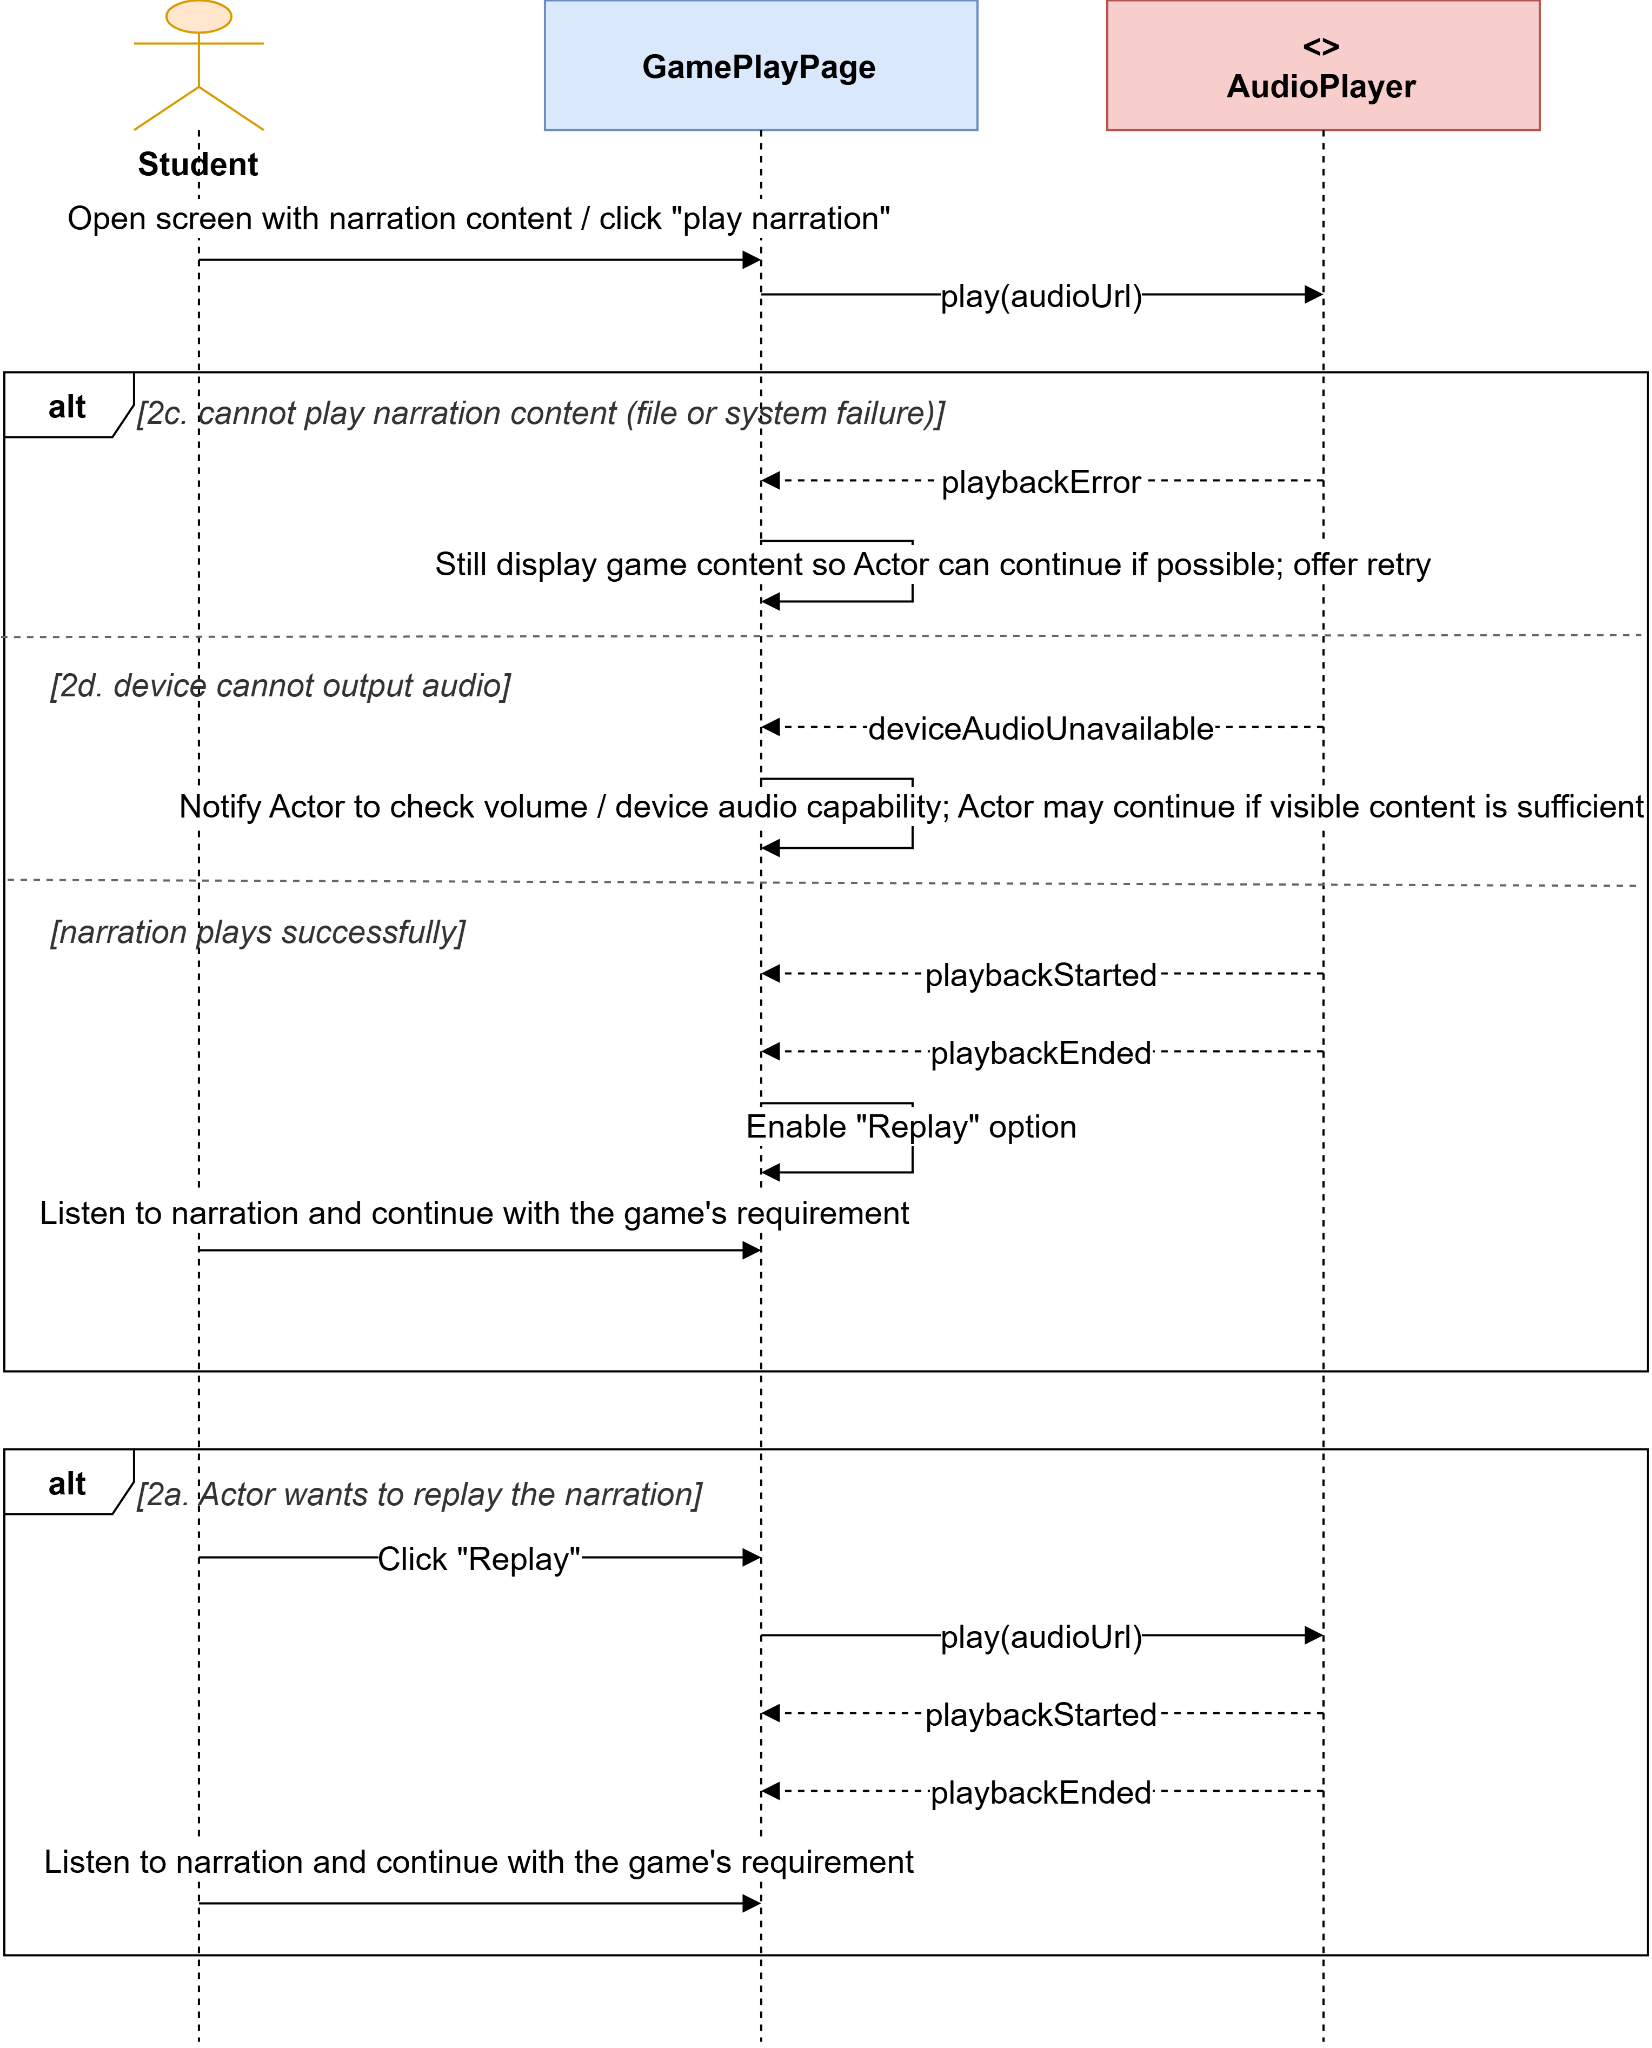 GamePlayPage
<>
AudioPlayer
Student
Open screen with narration content / click "play narration"
play(audioUrl)
alt
[2c. cannot play narration content (file or system failure)]
playbackError
Still display game content so Actor can continue if possible; offer retry
[2d. device cannot output audio]
deviceAudioUnavailable
Notify Actor to check volume / device audio capability; Actor may continue if visible content is sufficient
[narration plays successfully]
playbackStarted
playbackEnded
Enable "Replay" option
Listen to narration and continue with the game's requirement
alt
[2a. Actor wants to replay the narration]
Click "Replay"
play(audioUrl)
playbackStarted
playbackEnded
Listen to narration and continue with the game's requirement